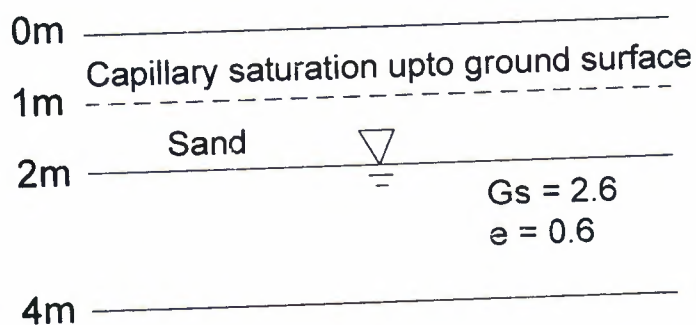 0m
Capillary saturation upto ground surface
1m
Sand
2m
Gs = 2.6
e = 0.6
4m